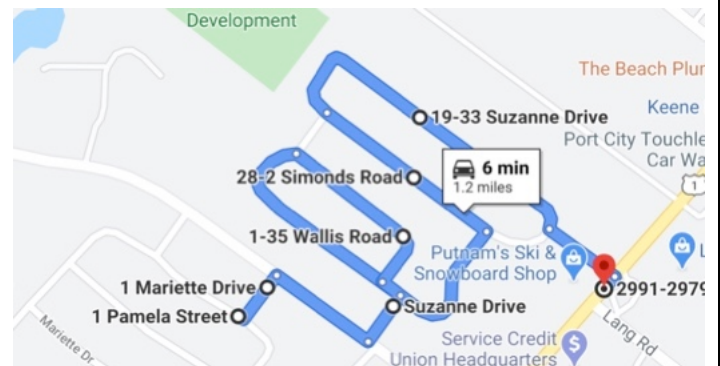 Development
The Beach Plum
Keene
19-33 Suzanne Drive
Port City Touchle
Car Wa
6 min
1.2 miles
28-2 Simonds Road
1
1-35 Wallis Road
Putnam's Ski &
Snowboard Shop
L
1 Mariette Drive
2991-2979
Suzanne Drive
1 Pamela Street
Lang Rd
Mariette Dr
Service Credit
Union Headquarters
$